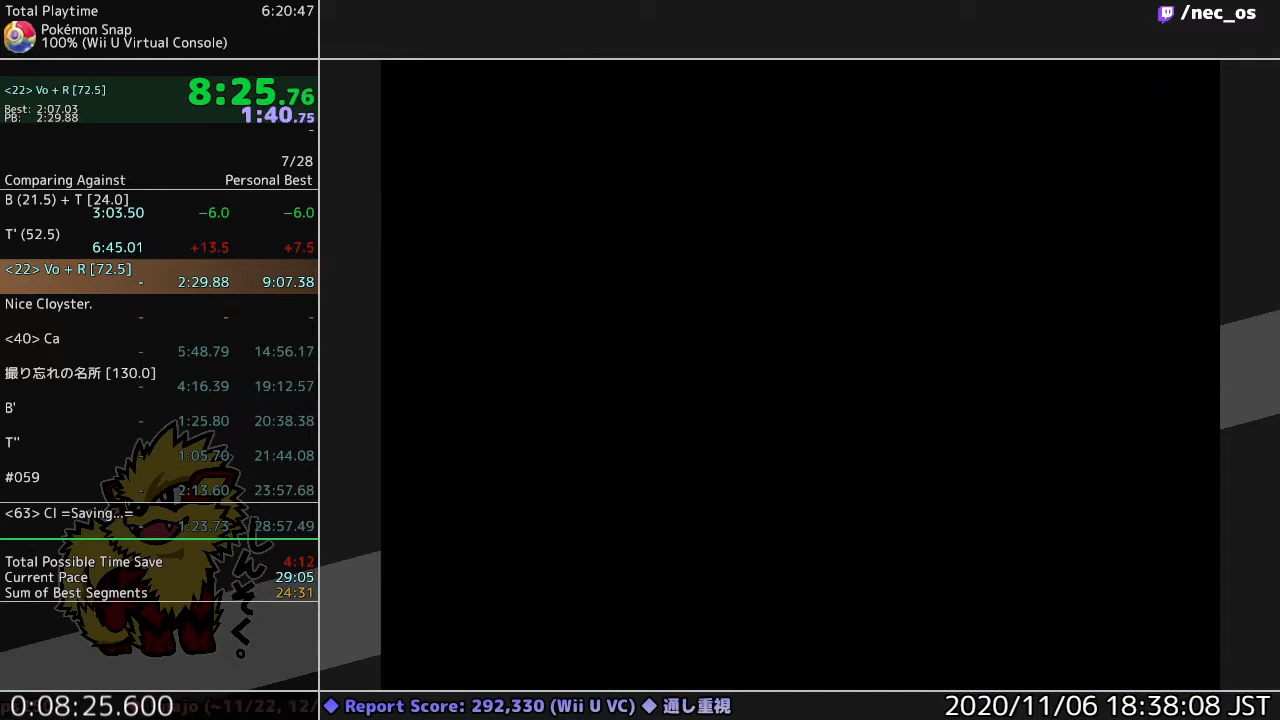 Total Playtime 6:20:47
Pokémon Snap
100% (Wii U Virtual Console)
/nec_os
<22> Vo + R [72.5] 8:25.76
Best: 2:07.03
PB: 2:29.88 1:40.75
-
7/28
Comparing Against Personal Best
B (21.5) + T [24.0]
3:03.50 −6.0 −6.0
T' (52.5)
6:45.01 +13.5 +7.5
<22> Vo + R [72.5]
- 2:29.88 9:07.38
Nice Cloyster.
- - -
<40> Ca
- 5:48.79 14:56.17
撮り忘れの名所 [130.0]
- 4:16.39 19:12.57
B'
- 1:25.80 20:38.38
T''
- 1:05.70 21:44.08
#059
- 2:13.60 23:57.68
<63> Cl =Saving...=
- 1:23.73 28:57.49
Total Possible Time Save 4:12
Current Pace 29:05
Sum of Best Segments 24:31
しんそく。
0:08:25.600
◆ Report Score: 292,330 (Wii U VC) ◆ 通し重視
2020/11/06 18:38:08 JST